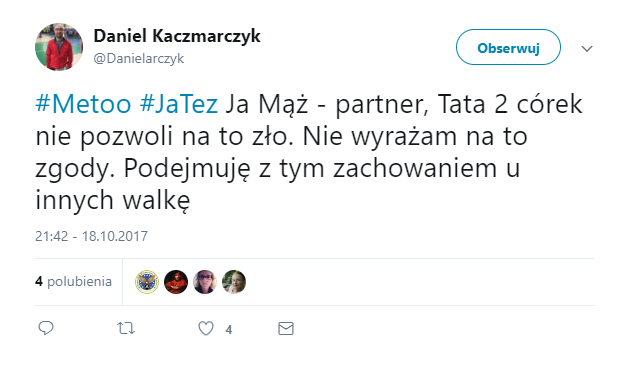 Daniel Kaczmarczyk
@Danielarczyk
Obserwuj
#Metoo #JaTez Ja Mąż - partner, Tata 2 córek
nie pozwoli na to zło. Nie wyrażam na to
zgody. Podejmuję z tym zachowaniem u
innych walkę
21:42 - 18.10.2017
4 polubienia
4